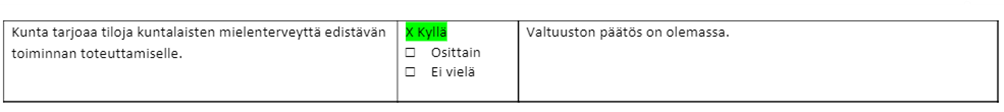 Kunta tarjoaa tiloja kuntalaisten mielenterveyttä edistävän
toiminnan toteuttamiselle.
X Kyllä
☐ Osittain
☐ Ei vielä
Valtuuston päätös on olemassa.